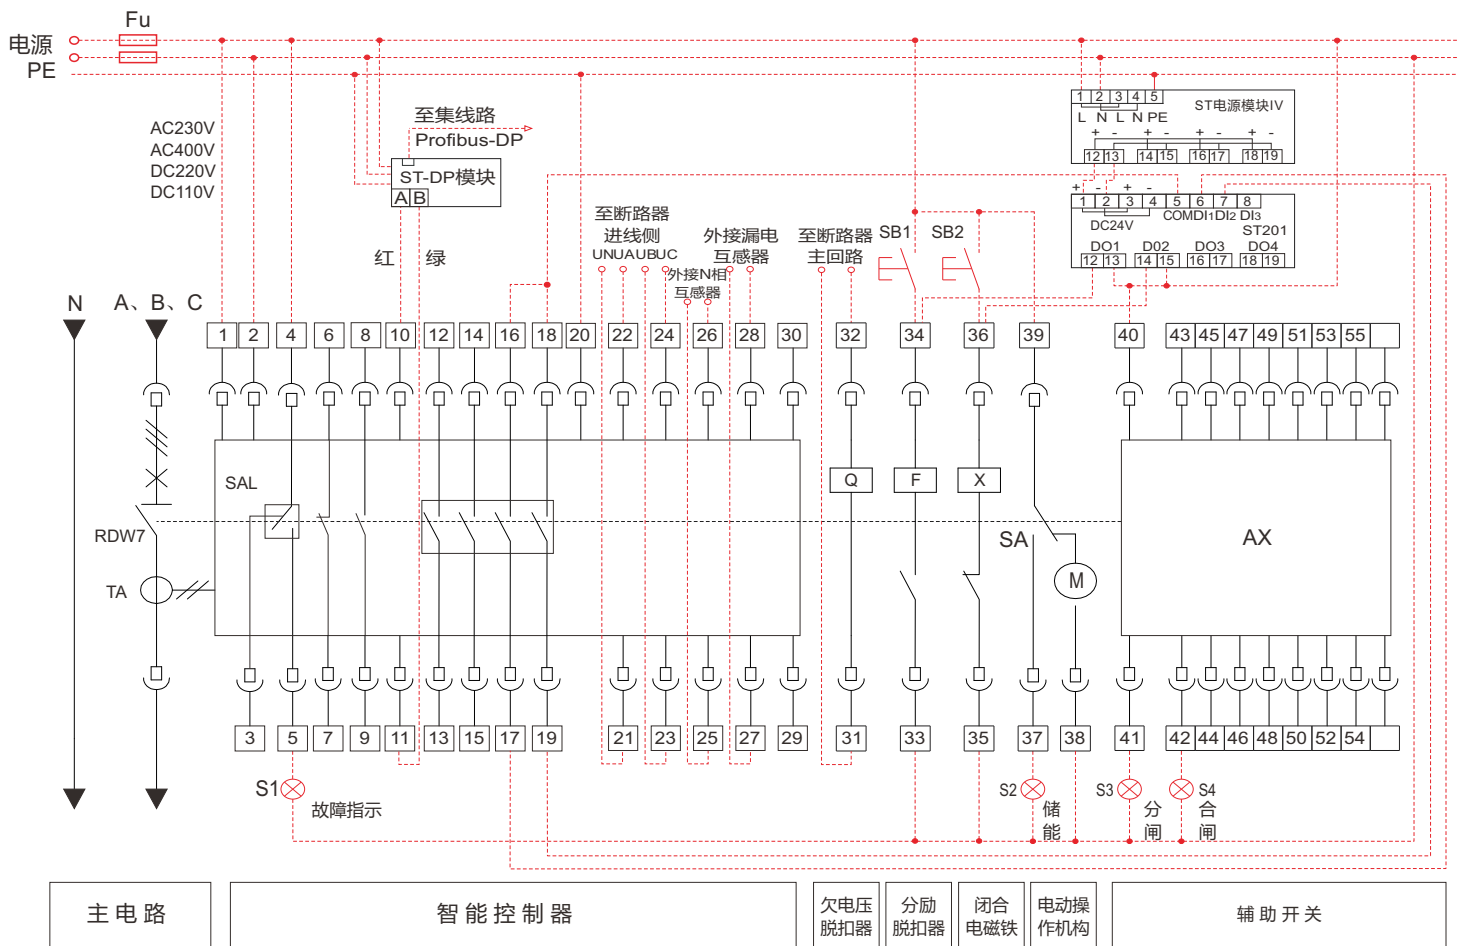 Fu
电源
PE
AC230V
AC400V
DC220V
DC110V
至集线路
Profibus-DP
ST-DP模块
A B
红 绿
1 2 3 4 5
ST电源模块IV
L N L N PE
+ - + - + - + -
12 13 14 15 16 17 18 19
+ - + -
1 2 3 4 5 6 7 8
DC24V
COM DI1 DI2 DI3
ST201
DO1 D02 DO3 DO4
12 13 14 15 16 17 18 19
至断路器
进线侧
UN UA UB UC
外接N相
互感器
外接漏电
互感器
至断路器
主回路
SB1
SB2
N
A、B、C
1 2 4 6 8 10 12 14 16 18 20 22 24 26 28 30 32 34 36 39 40 43 45 47 49 51 53 55
SAL
Q
F
X
RDW7
SA
AX
TA
M
3 5 7 9 11 13 15 17 19 21 23 25 27 29 31 33 35 37 38 41 42 44 46 48 50 52 54
S1
故障指示
S2
储
能
S3
分
闸
S4
合
闸
主电路
智能控制器
欠电压
脱扣器
分励
脱扣器
闭合
电磁铁
电动操
作机构
辅助开关